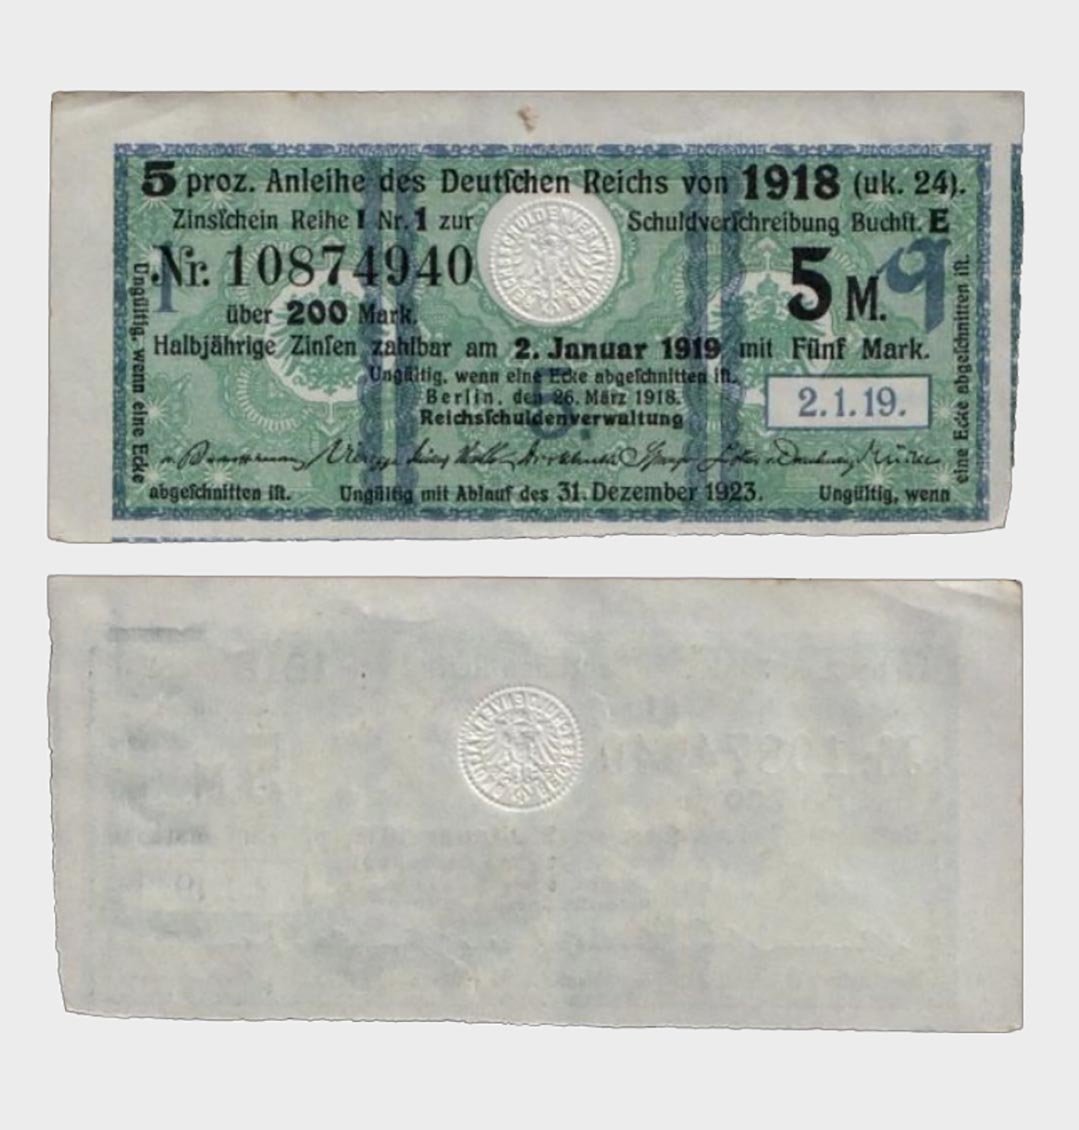 5 proz. Anleihe des Deutſchen Reichs von 1918 (uk. 24).
Zinsſchein Reihe I Nr. 1 zur Schuldverſchreibung Buchſt. E
Nr. 10874940
5 M.
über 200 Mark.
Halbjährige Zinſen zahlbar am 2. Januar 1919 mit Fünf Mark.
Ungültig, wenn eine Ecke abgeſchnitten iſt.
Berlin, den 26. März 1918.
Reichsſchuldenverwaltung
2.1.19.
Ungültig, wenn eine Ecke
abgeſchnitten iſt.
Ungültig mit Ablauf des 31. Dezember 1923.
Ungültig, wenn
eine Ecke abgeſchnitten iſt.